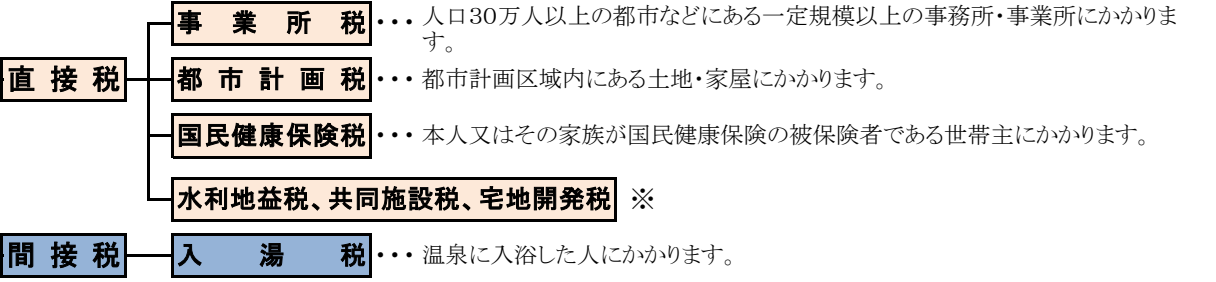 事業所税・・・人口30万人以上の都市などにある一定規模以上の事務所・事業所にかかりま
す。
直接税
都市計画税・・・都市計画区域内にある土地・家屋にかかります。
国民健康保険税・・・本人又はその家族が国民健康保険の被保険者である世帯主にかかります。
水利地益税、共同施設税、宅地開発税 ※
間接税
入湯税・・・温泉に入浴した人にかかります。